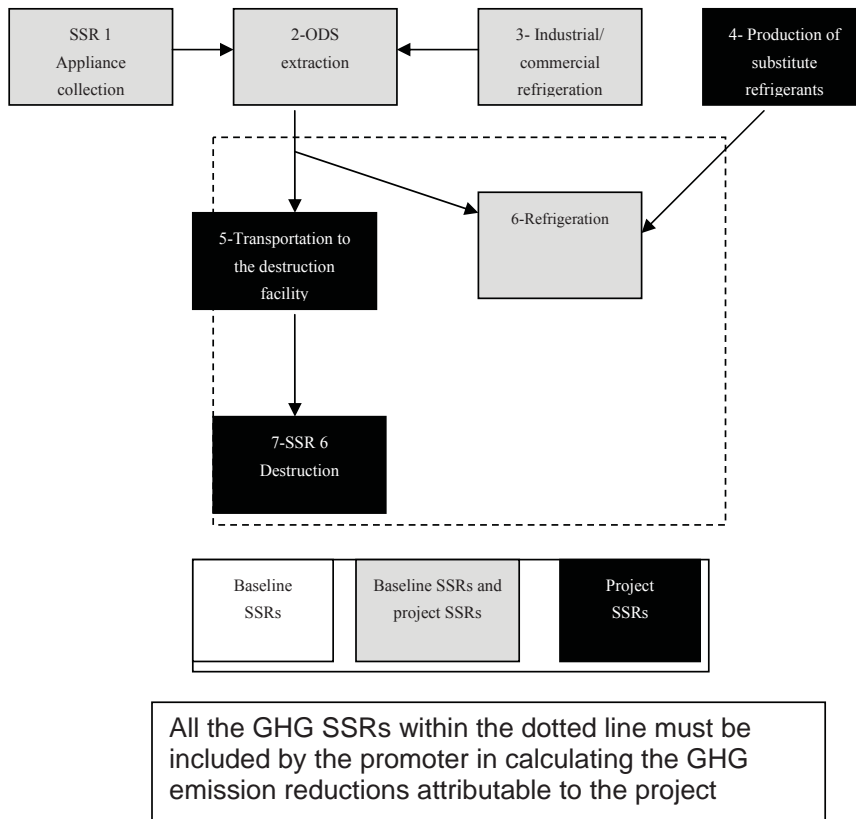 SSR 1
Appliance
collection
2-ODS
extraction
3- Industrial/
commercial
refrigeration
4- Production of
substitute
refrigerants
5-Transportation to
the destruction
facility
6-Refrigeration
7-SSR 6
Destruction
Baseline
SSRs
Baseline SSRs and
project SSRs
Project
SSRs
All the GHG SSRs within the dotted line must be
included by the promoter in calculating the GHG
emission reductions attributable to the project